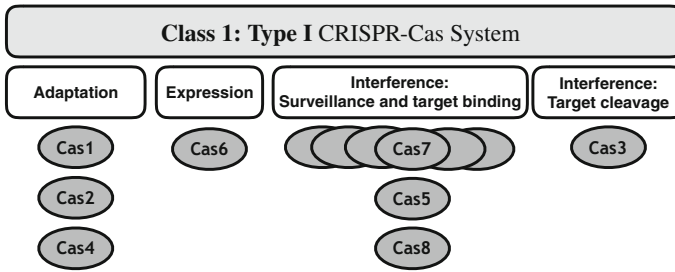 Class 1: Type I CRISPR-Cas System
Adaptation
Expression
Interference:
Surveillance and target binding
Interference:
Target cleavage
Cas1
Cas6
Cas7
Cas3
Cas2
Cas5
Cas4
Cas8